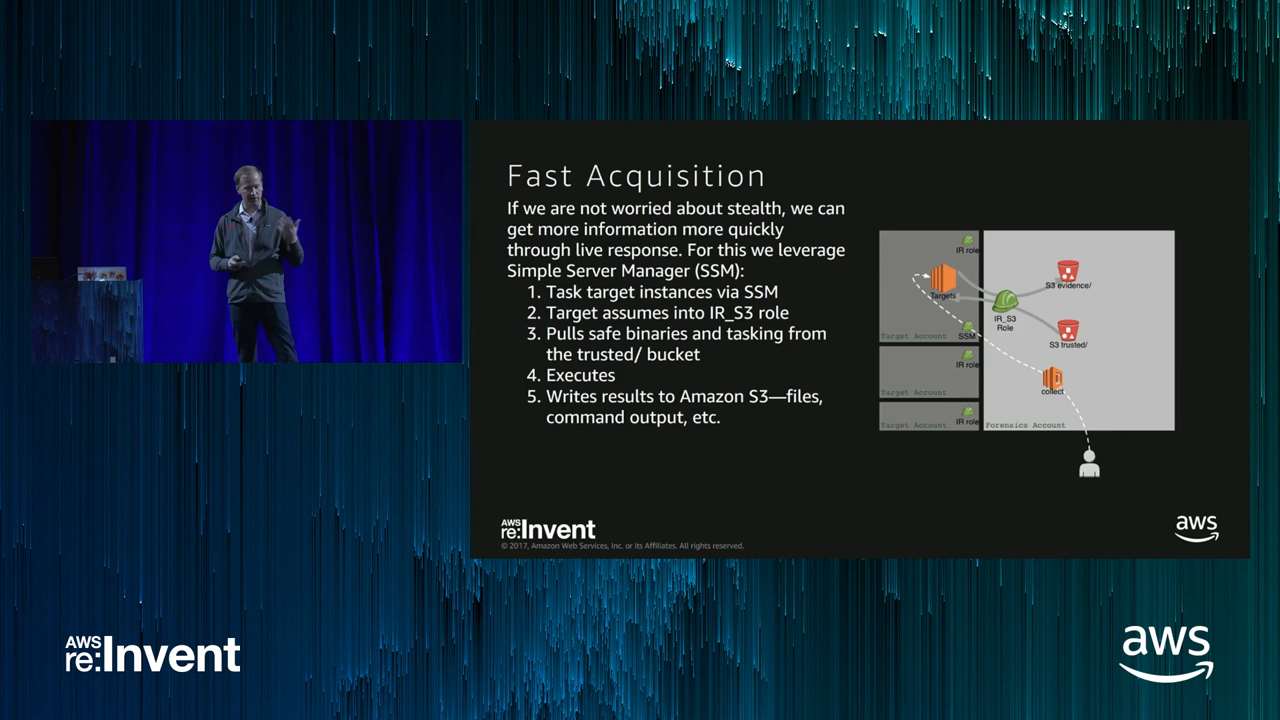 Fast Acquisition
If we are not worried about stealth, we can
get more information more quickly
through live response. For this we leverage
Simple Server Manager (SSM):
1. Task target instances via SSM
2. Target assumes into IR_S3 role
3. Pulls safe binaries and tasking from
the trusted/ bucket
4. Executes
5. Writes results to Amazon S3—files,
command output, etc.
IR role
Targets
SSM
Target Account
IR role
Target Account
IR role
Target Account
IR_S3
Role
S3 evidence/
S3 trusted/
collect
Forensics Account
AWS
re:Invent
© 2017, Amazon Web Services, Inc. or its Affiliates. All rights reserved.
aws
AWS
re:Invent
aws